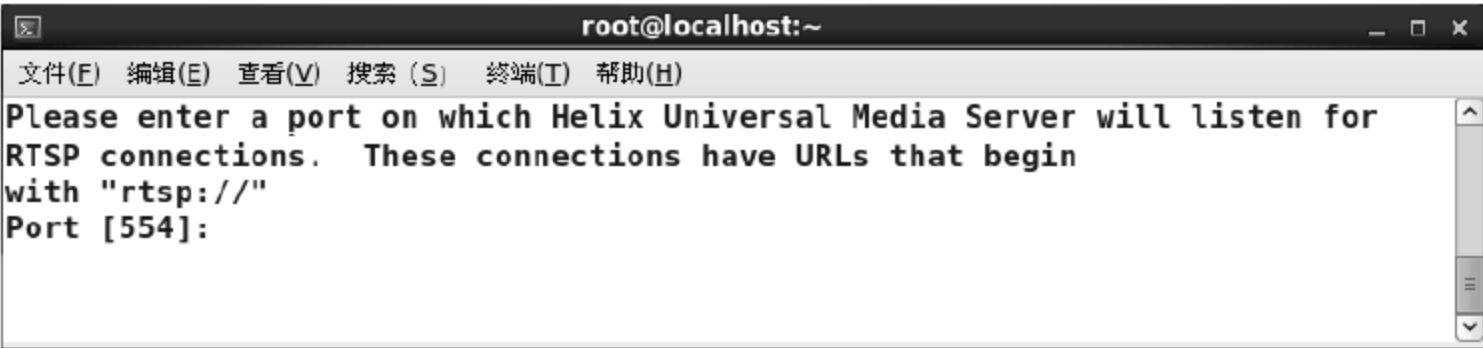 root@localhost:~
文件(F) 编辑(E) 查看(V) 搜索 (S) 终端(T) 帮助(H)
Please enter a port on which Helix Universal Media Server will listen for
RTSP connections.  These connections have URLs that begin
with "rtsp://"
Port [554]: